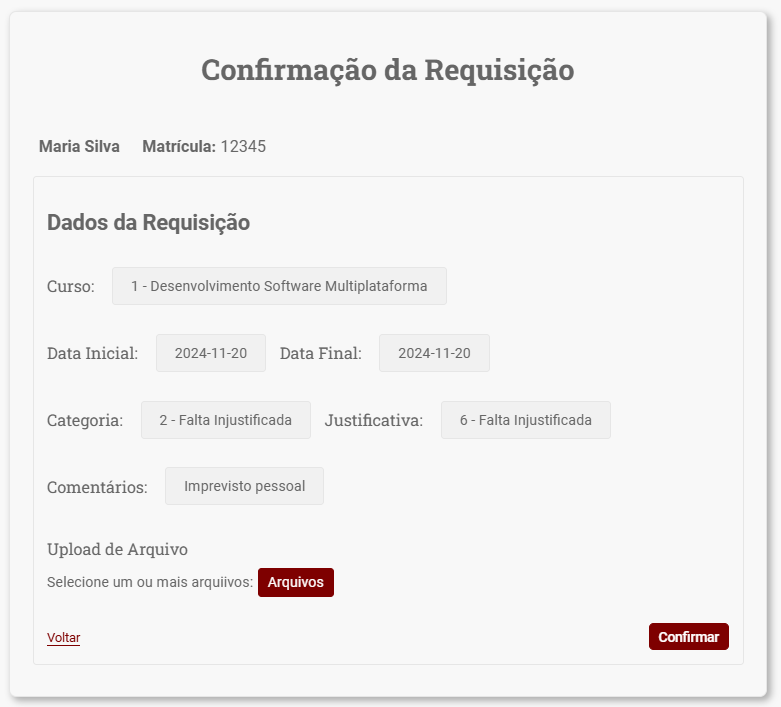 Confirmação da Requisição
Maria Silva Matrícula: 12345
Dados da Requisição
Curso: 1 - Desenvolvimento Software Multiplataforma
Data Inicial: 2024-11-20 Data Final: 2024-11-20
Categoria: 2 - Falta Injustificada Justificativa: 6 - Falta Injustificada
Comentários: Imprevisto pessoal
Upload de Arquivo
Selecione um ou mais arquiivos: Arquivos
Voltar Confirmar